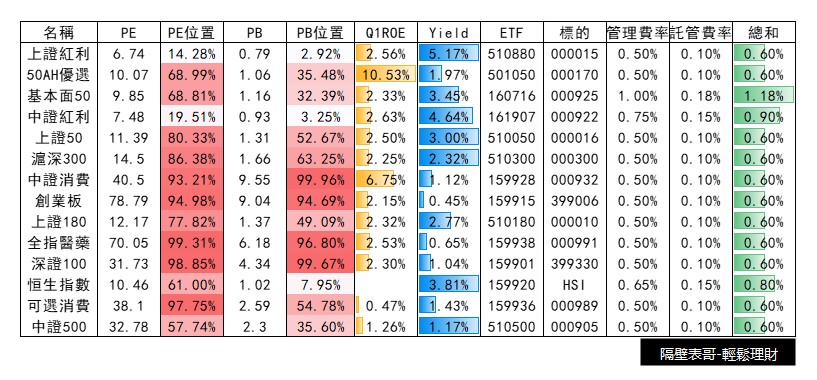 名稱 PE PE位置 PB PB位置 Q1ROE Yield ETF 標的 管理費率 託管費率 總和
上證紅利 6.74 14.28% 0.79 2.92% 2.56% 5.17% 510880 000015 0.50% 0.10% 0.60%
50AH優選 10.07 68.99% 1.06 35.48% 10.53% 1.97% 501050 000170 0.50% 0.10% 0.60%
基本面50 9.85 68.81% 1.16 32.39% 2.33% 3.45% 160716 000925 1.00% 0.18% 1.18%
中證紅利 7.48 19.51% 0.93 3.25% 2.63% 4.64% 161907 000922 0.75% 0.15% 0.90%
上證50 11.39 80.33% 1.31 52.67% 2.50% 3.00% 510050 000016 0.50% 0.10% 0.60%
滬深300 14.5 86.38% 1.66 63.25% 2.25% 2.32% 510300 000300 0.50% 0.10% 0.60%
中證消費 40.5 93.21% 9.55 99.96% 6.75% 1.12% 159928 000932 0.50% 0.10% 0.60%
創業板 78.79 94.98% 9.04 94.69% 2.15% 0.45% 159915 399006 0.50% 0.10% 0.60%
上證180 12.17 77.82% 1.37 49.09% 2.32% 2.77% 510180 000010 0.50% 0.10% 0.60%
全指醫藥 70.05 99.31% 6.18 96.80% 2.53% 0.65% 159938 000991 0.50% 0.10% 0.60%
深證100 31.73 98.85% 4.34 99.67% 2.30% 1.04% 159901 399330 0.50% 0.10% 0.60%
恒生指數 10.46 61.00% 1.02 7.95% 3.81% 159920 HSI 0.65% 0.15% 0.80%
可選消費 38.1 97.75% 2.59 54.78% 0.47% 1.43% 159936 000989 0.50% 0.10% 0.60%
中證500 32.78 57.74% 2.3 35.60% 1.26% 1.17% 510500 000905 0.50% 0.10% 0.60%
隔壁表哥-輕鬆理財